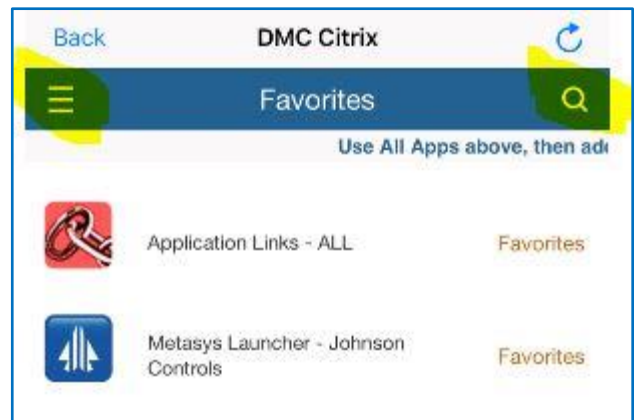 Back DMC Citrix
Favorites
Use All Apps above, then ad
Application Links - ALL Favorites
Metasys Launcher - Johnson
Controls Favorites